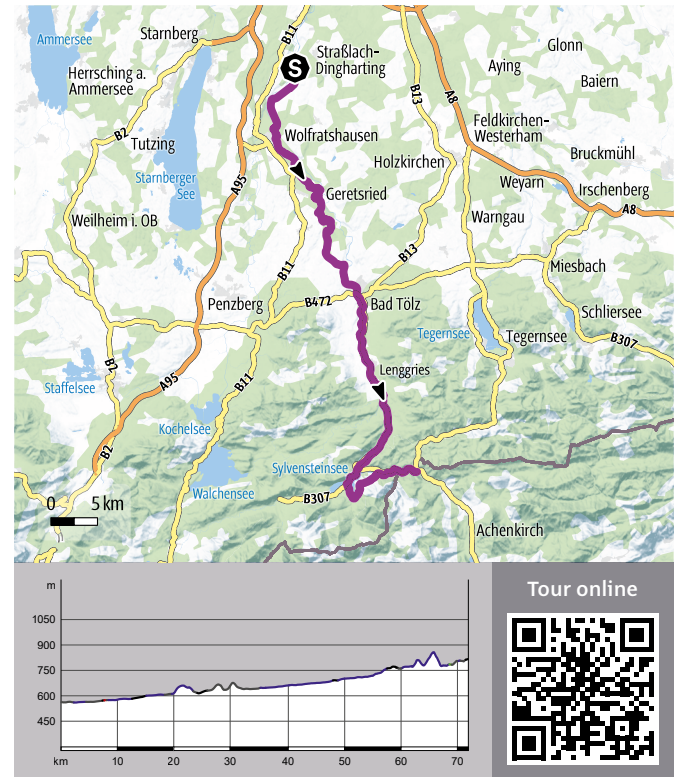 Ammersee
Starnberg
B11
S
Straßlach-
Dingharting
Glonn
Aying
Baiern
Herrsching a.
Ammersee
B13
A8
B2
Tutzing
Wolfratshausen
Feldkirchen-
Westerham
Bruckmühl
Holzkirchen
Starnberger
See
A95
Geretsried
Weyarn
Irschenberg
A8
Weilheim i. OB
Warngau
B13
B11
Miesbach
Penzberg
B472
Bad Tölz
Schliersee
Tegernsee
Tegernsee
B307
B2
Staffelsee
A95
B11
Lenggries
Kochelsee
B2
Sylvensteinsee
Walchensee
B307
0 5 km
Achenkirch
m
1050
900
750
600
450
km 10 20 30 40 50 60 70
Tour online